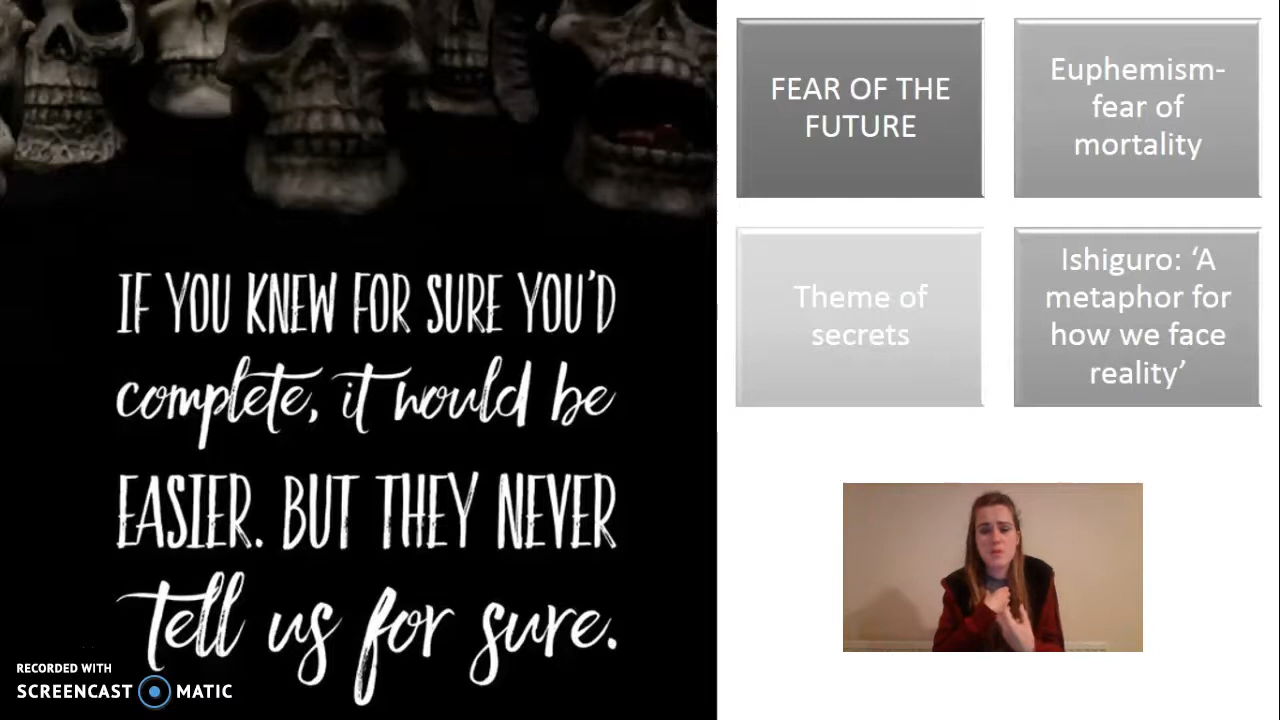 IF YOU KNEW FOR SURE YOU'D
complete, it would be
EASIER. BUT THEY NEVER
tell us for sure.
RECORDED WITH
SCREENCAST MATIC
FEAR OF THE
FUTURE
Euphemism-
fear of
mortality
Theme of
secrets
Ishiguro: ‘A
metaphor for
how we face
reality’